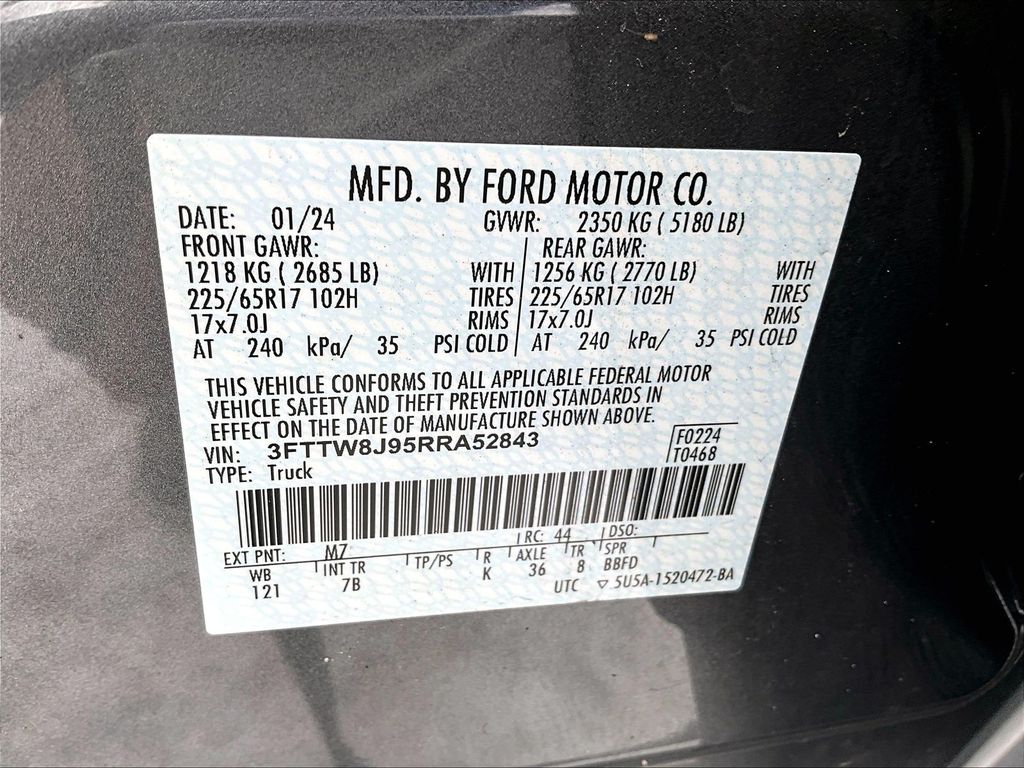 MFD. BY FORD MOTOR CO.
DATE: 01/24 GVWR: 2350 KG ( 5180 LB)
FRONT GAWR: REAR GAWR:
1218 KG ( 2685 LB) WITH 1256 KG ( 2770 LB) WITH
225/65R17 102H TIRES 225/65R17 102H TIRES
17x7.0J RIMS 17x7.0J RIMS
AT 240 kPa/ 35 PSI COLD AT 240 kPa/ 35 PSI COLD
THIS VEHICLE CONFORMS TO ALL APPLICABLE FEDERAL MOTOR
VEHICLE SAFETY AND THEFT PREVENTION STANDARDS IN
EFFECT ON THE DATE OF MANUFACTURE SHOWN ABOVE.
VIN: 3FTTW8J95RRA52843 F0224
TYPE: Truck T0468
EXT PNT: M7 RC: 44 DSO:
WB INT TR TP/PS R AXLE TR SPR
121 7B K 36 8 BBFD
UTC ▽ 5U5A-1520472-BA